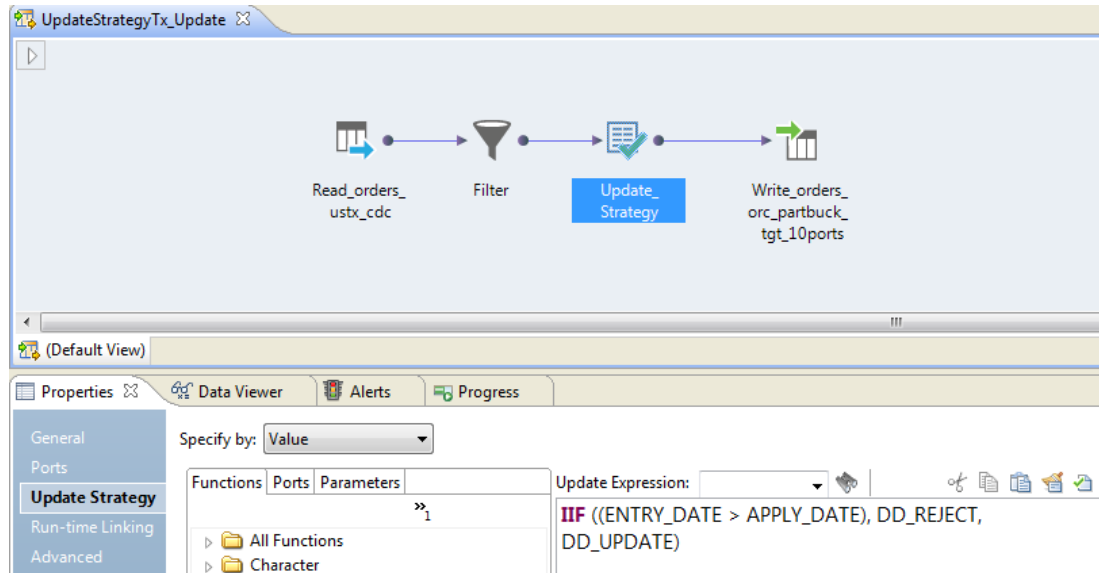 UpdateStrategyTx_Update
Read_orders_
ustx_cdc
Filter
Update_
Strategy
Write_orders_
orc_partbuck_
tgt_10ports
(Default View)
Properties
Data Viewer
Alerts
Progress
General
Ports
Update Strategy
Run-time Linking
Advanced
Specify by: Value
Functions Ports Parameters
»1
All Functions
Character
Update Expression:
IIF ((ENTRY_DATE > APPLY_DATE), DD_REJECT,
DD_UPDATE)